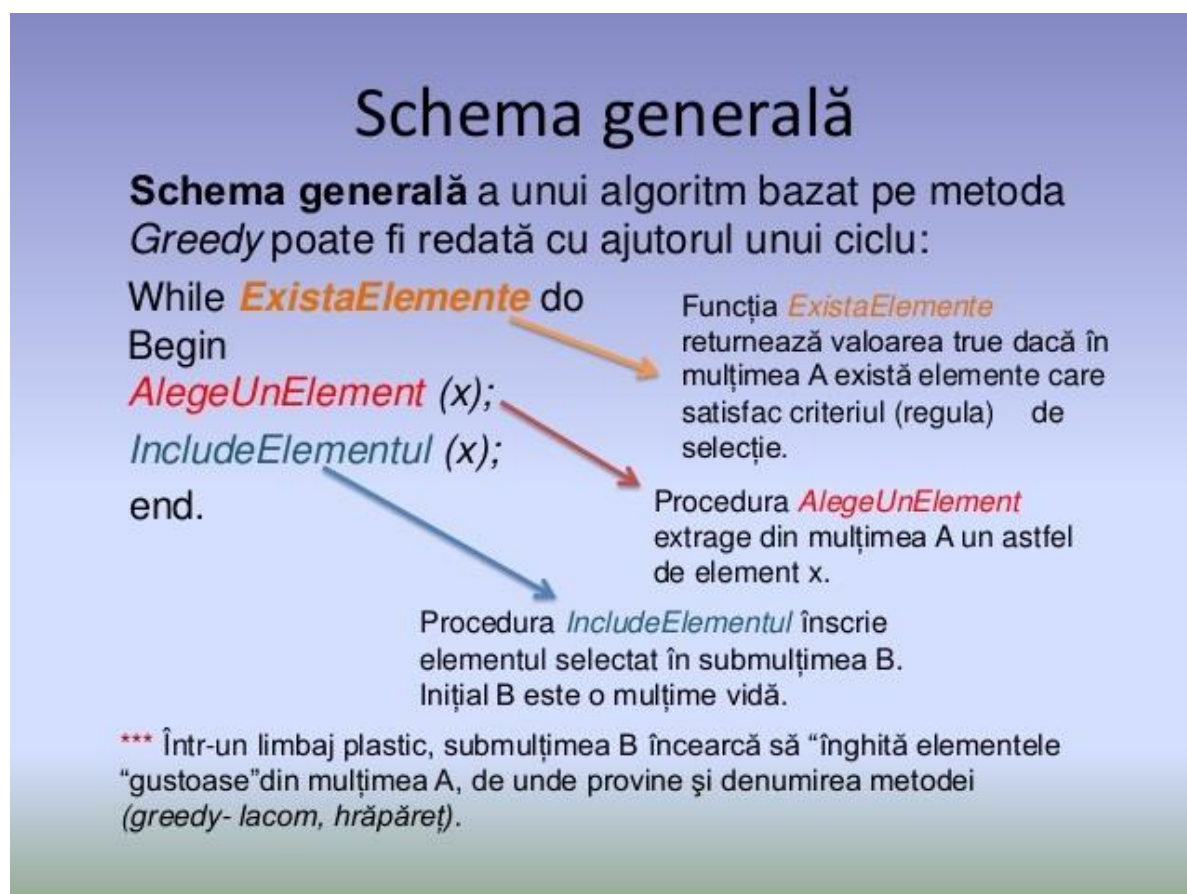 Schema generală
Schema generală a unui algoritm bazat pe metoda
Greedy poate fi redată cu ajutorul unui ciclu:
While ExistaElemente do
Begin
AlegeUnElement (x);
IncludeElementul (x);
end.
Funcția ExistaElemente
returnează valoarea true dacă în
mulțimea A există elemente care
satisfac criteriul (regula) de
selecție.
Procedura AlegeUnElement
extrage din mulțimea A un astfel
de element x.
Procedura IncludeElementul înscrie
elementul selectat în submulțimea B.
Inițial B este o mulțime vidă.
*** Într-un limbaj plastic, submulțimea B încearcă să “înghită elementele
“gustoase”din mulțimea A, de unde provine şi denumirea metodei
(greedy- lacom, hrăpăreț).